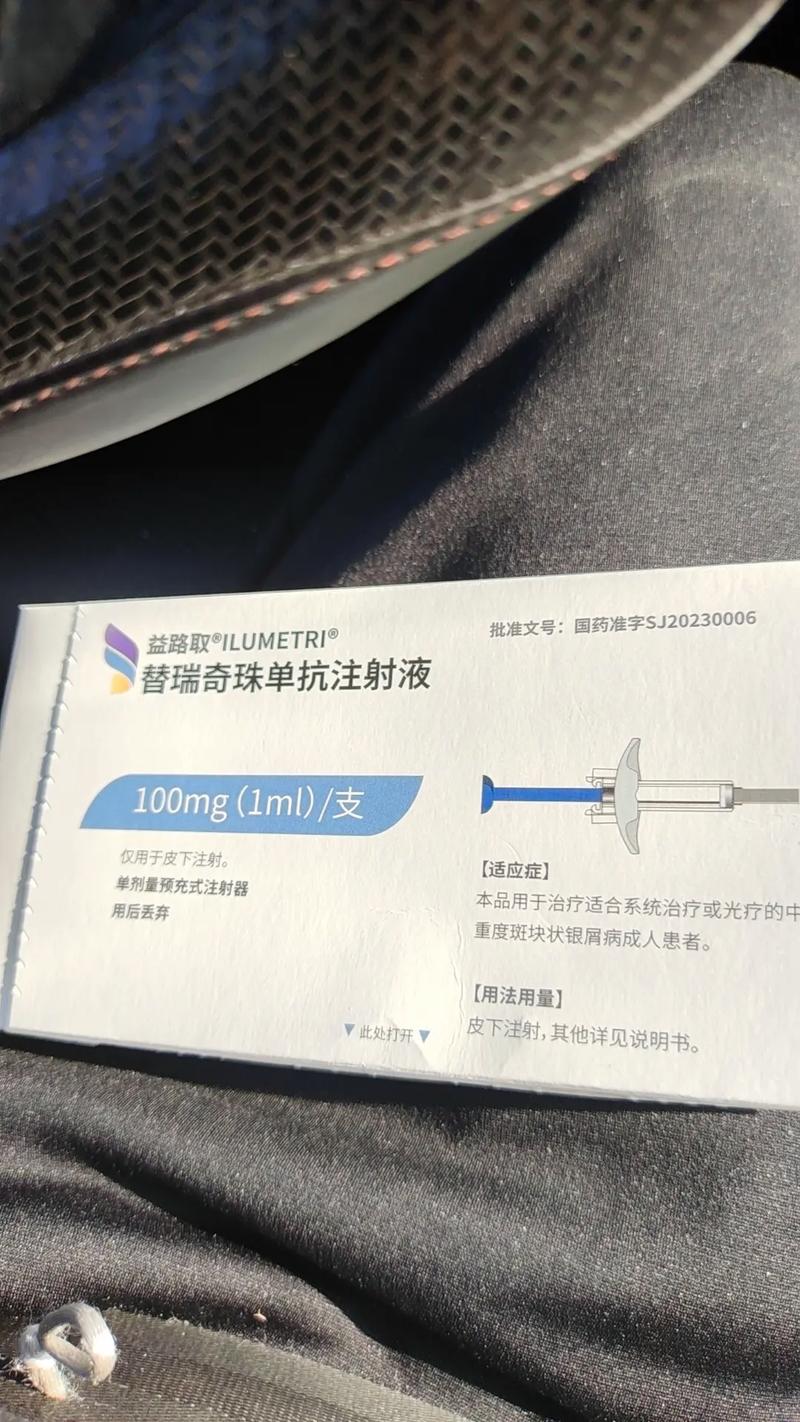 益路取®ILUMETRI®
替瑞奇珠单抗注射液
批准文号：国药准字SJ20230006
100mg（1ml）/支
仅用于皮下注射。
单剂量预充式注射器
用后丢弃
【适应症】
本品用于治疗适合系统治疗或光疗的中
重度斑块状银屑病成人患者。
【用法用量】
皮下注射，其他详见说明书。
▼此处打开▼